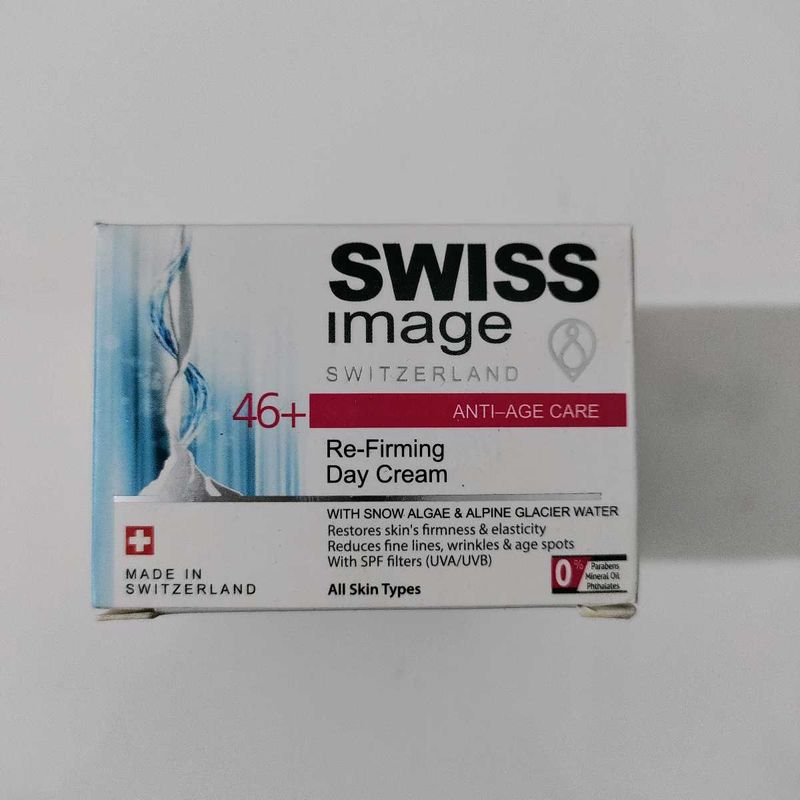 SWISS
image
SWITZERLAND
46+
ANTI–AGE CARE
Re-Firming
Day Cream
WITH SNOW ALGAE & ALPINE GLACIER WATER
Restores skin's firmness & elasticity
Reduces fine lines, wrinkles & age spots
With SPF filters (UVA/UVB)
All Skin Types
MADE IN
SWITZERLAND
0%
Parabens
Mineral Oil
Phthalates